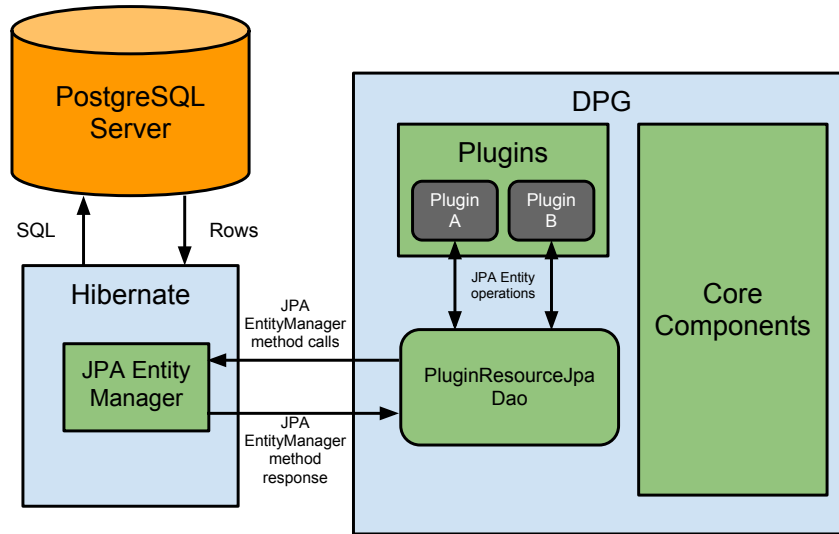 PostgreSQL
Server
DPG
Plugins
Plugin
A
Plugin
B
SQL
Rows
JPA Entity
operations
Hibernate
JPA
EntityManager
method calls
Core
Components
JPA Entity
Manager
PluginResourceJpa
Dao
JPA
EntityManager
method
response